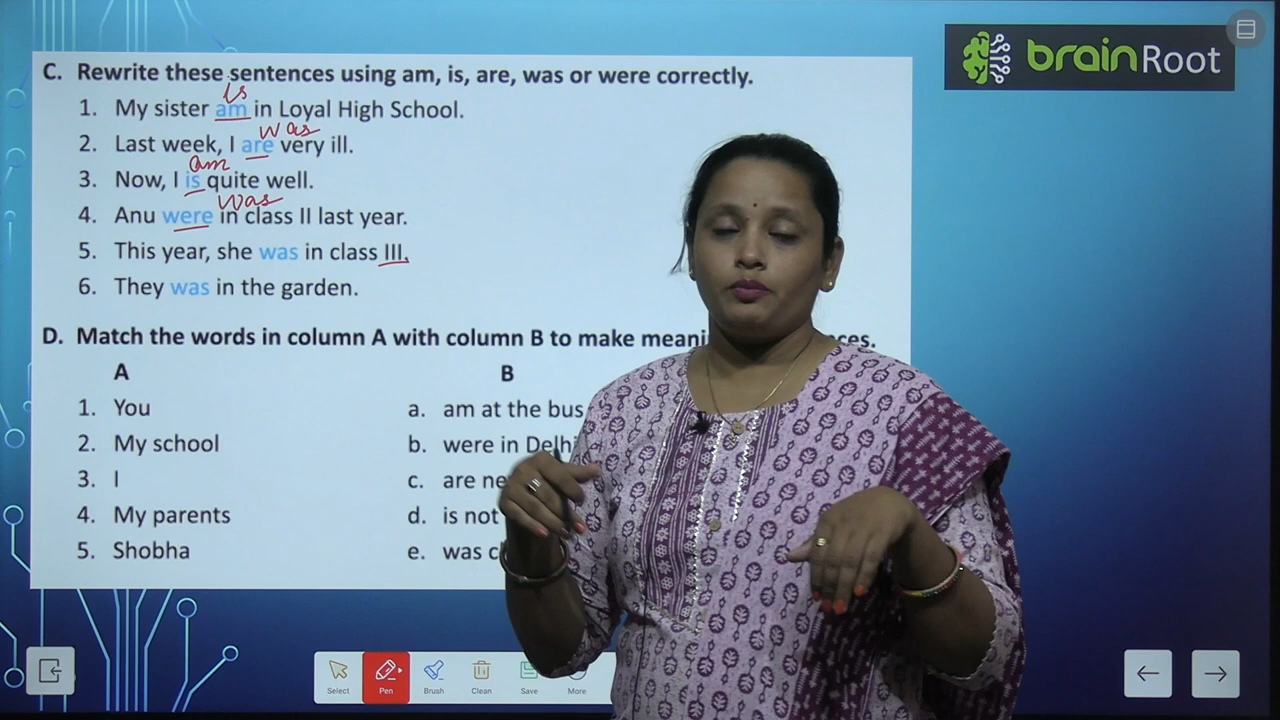 brainRoot
C. Rewrite these sentences using am, is, are, was or were correctly.
is
1. My sister am in Loyal High School.
was
2. Last week, I are very ill.
am
3. Now, I is quite well.
was
4. Anu were in class II last year.
5. This year, she was in class III.
6. They was in the garden.
D. Match the words in column A with column B to make
A B
1. You a. am at the bus
2. My school b. were in Delhi
3. I c. are
4. My parents d. is not
5. Shobha e. was
Select Pen Brush Clean Save More